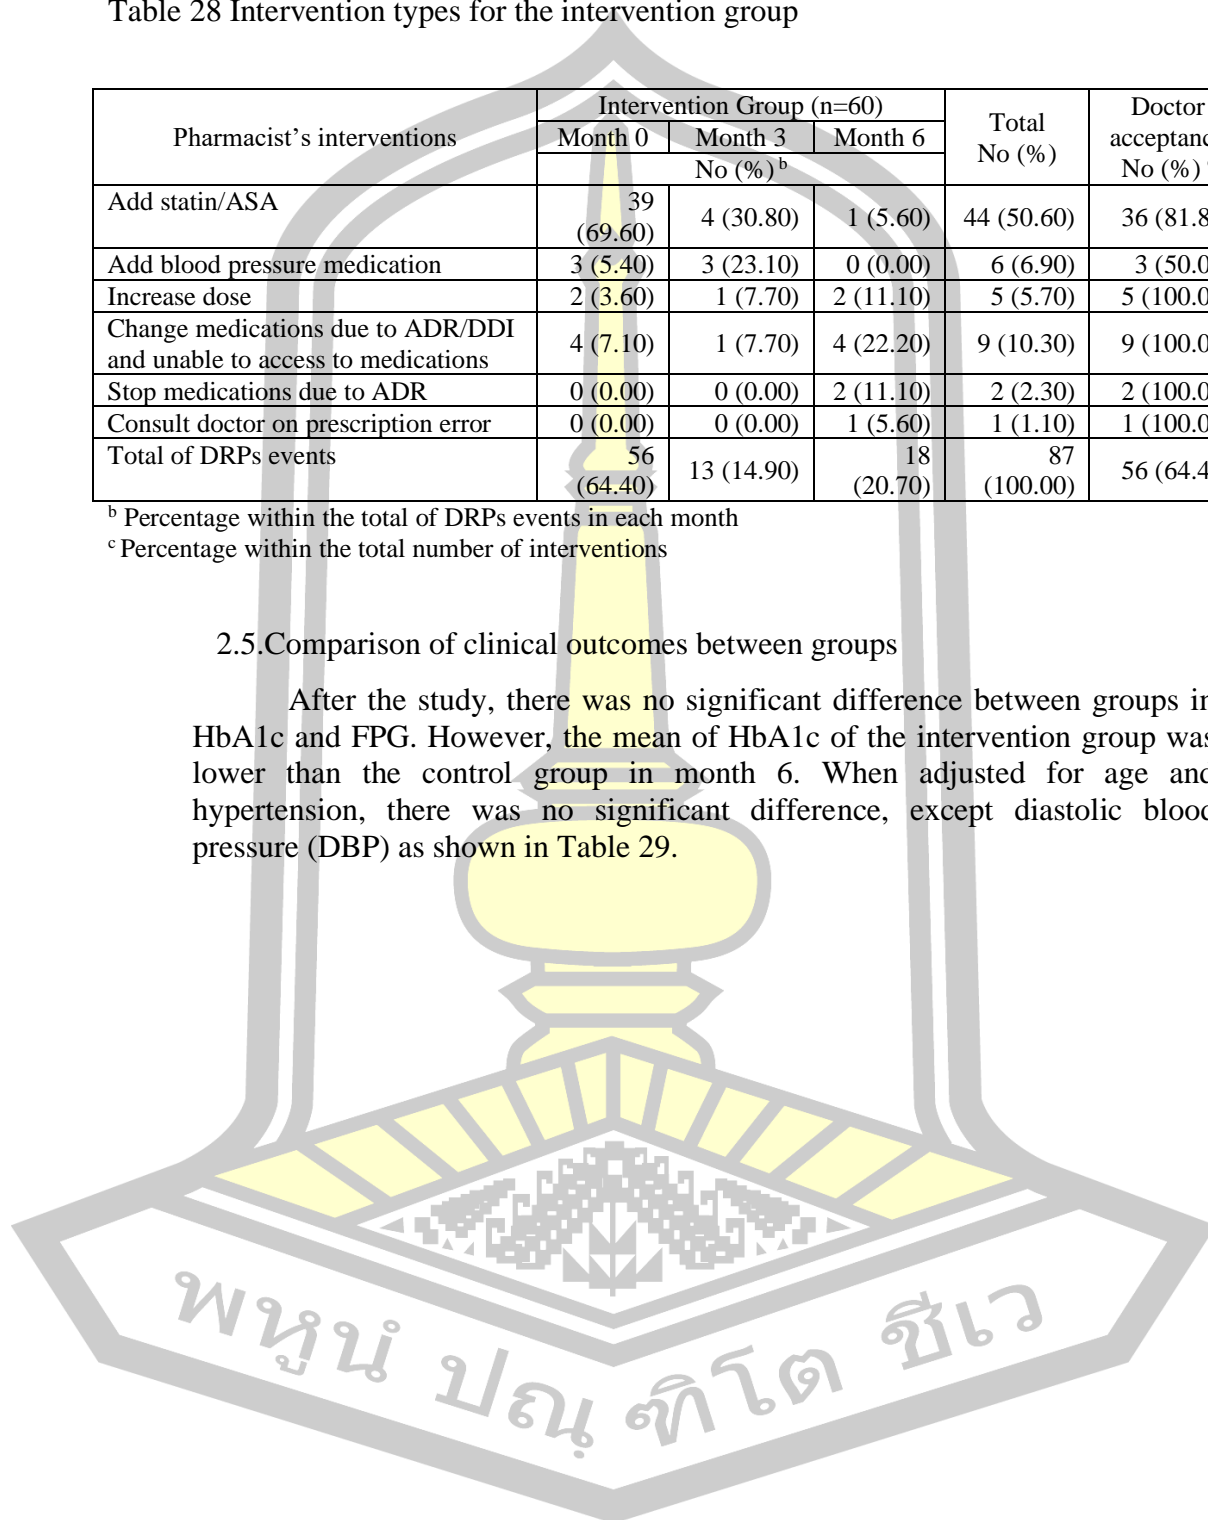 Table 28 Intervention types for the intervention group
Pharmacist's interventions
Intervention Group (n=60)
Total
No (%)
Doctor
No (%)
Month 0 Month 3 Month 6
No (%) b
Add statin/ASA 39 (69.60) 4 (30.80) 1 (5.60) 44 (50.60) 36
Add blood pressure medication 3 (5.40) 3 (23.10) 0 (0.00) 6 (6.90) 3
Increase dose 2 (3.60) 1 (7.70) 2 (11.10) 5 (5.70) 5
Change medications due to ADR/DDI
and unable to access to medications 4 (7.10) 1 (7.70) 4 (22.20) 9 (10.30) 9
Stop medications due to ADR 0 (0.00) 0 (0.00) 2 (11.10) 2 (2.30) 2
Consult doctor on prescription error 0 (0.00) 0 (0.00) 1 (5.60) 1 (1.10) 1
Total of DRPs events 56 (64.40) 13 (14.90) 18 (20.70) 87 (100.00) 56
b Percentage within the total of DRPs events in each month
c Percentage within the total number of interventions
2.5.Comparison of clinical outcomes between groups
After the study, there was no significant difference between groups in
HbA1c and FPG. However, the mean of HbA1c of the intervention group was
lower than the control group in month 6. When adjusted for age and
hypertension, there was no significant difference, except diastolic blood
pressure (DBP) as shown in Table 29.
พหูนํ ปณฺฑิโต ชีเว